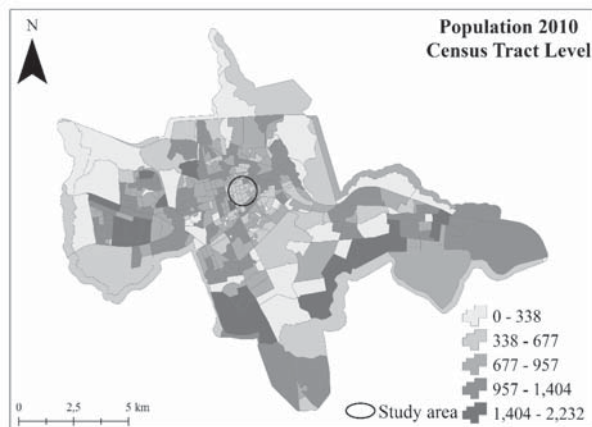 Population 2010
Census Tract Level
N
0 - 338
338 - 677
677 - 957
957 - 1,404
Study area
1,404 - 2,232
0 2,5 5 km